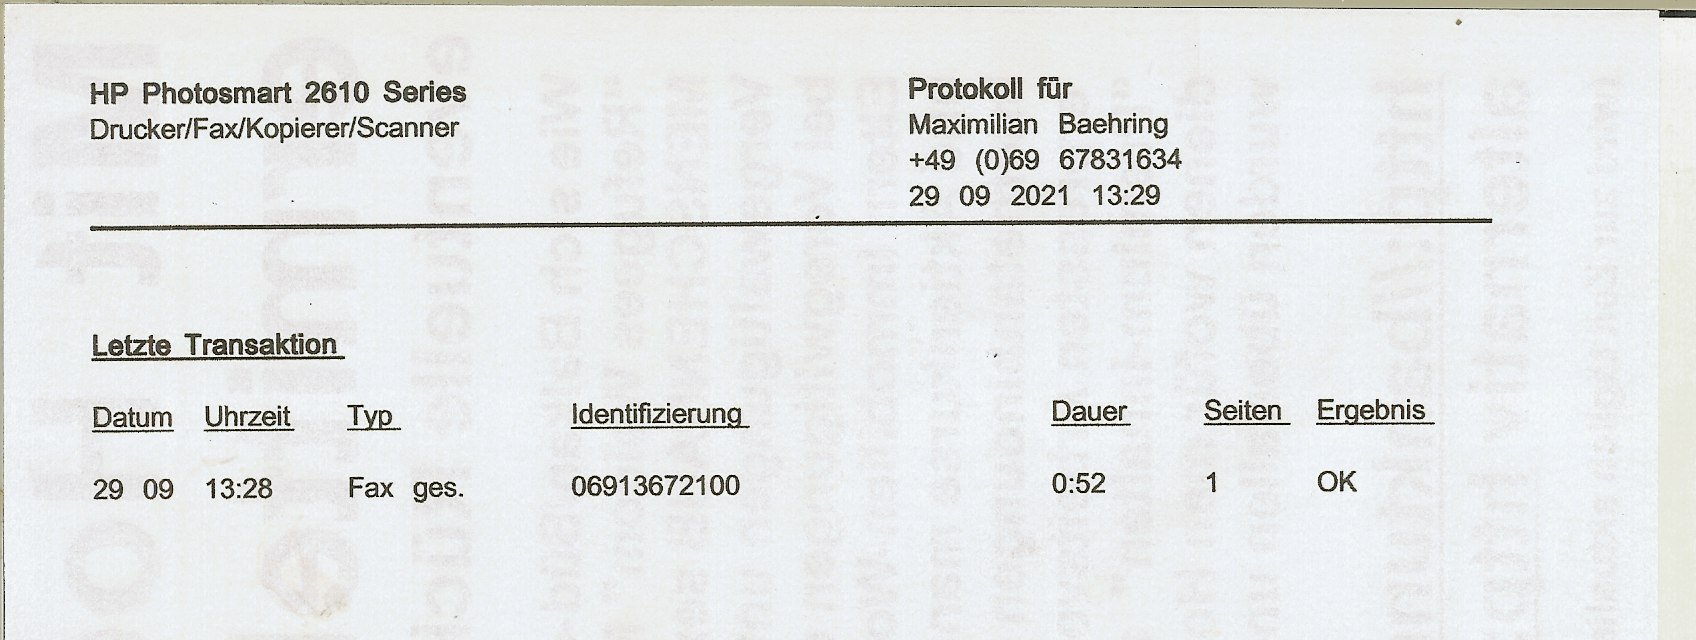 HP Photosmart 2610 Series
Drucker/Fax/Kopierer/Scanner
Protokoll für
Maximilian Baehring
+49 (0)69 67831634
29 09 2021 13:29
Letzte Transaktion
Datum Uhrzeit Typ Identifizierung Dauer Seiten Ergebnis
29 09 13:28 Fax ges. 06913672100 0:52 1 OK